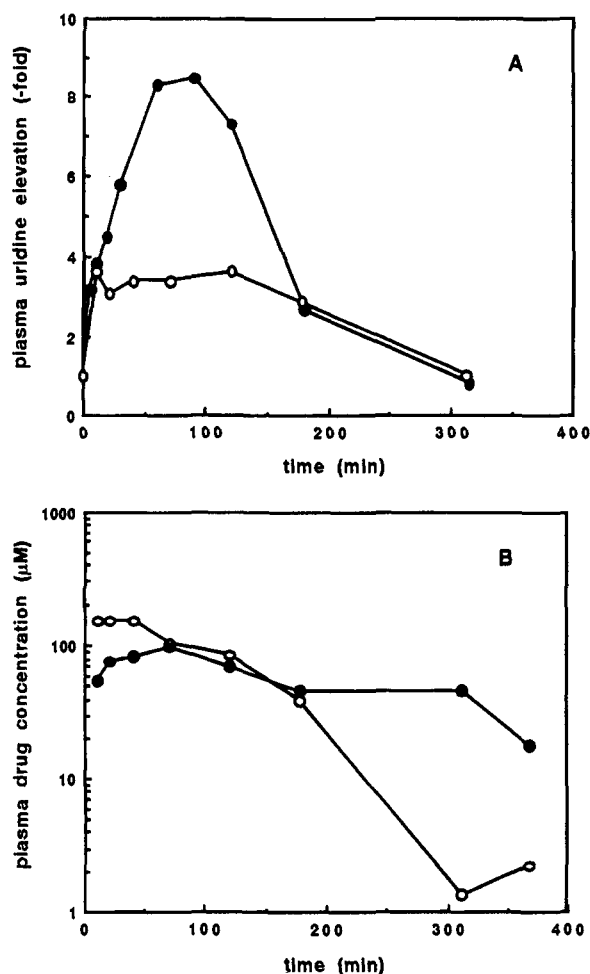 A
plasma uridine elevation (-fold)
10
8
6
4
2
0
0 100 200 300 400
time (min)
B
plasma drug concentration (μM)
1000
100
10
1
0 100 200 300 400
time (min)